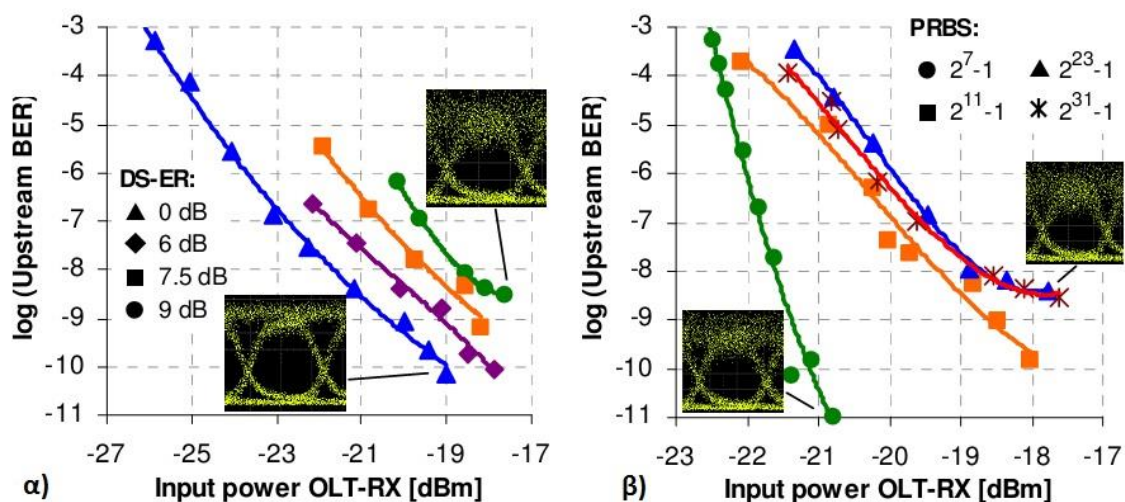 log (Upstream BER)
-3
-4
-5
-6
-7
-8
-9
-10
-11
DS-ER:
0 dB
6 dB
7.5 dB
9 dB
-27 -25 -23 -21 -19 -17
α) Input power OLT-RX [dBm]
log (Upstream BER)
-3
-4
-5
-6
-7
-8
-9
-10
-11
PRBS:
2⁷-1 2²³-1
2¹¹-1 2³¹-1
-23 -22 -21 -20 -19 -18 -17
β) Input power OLT-RX [dBm]